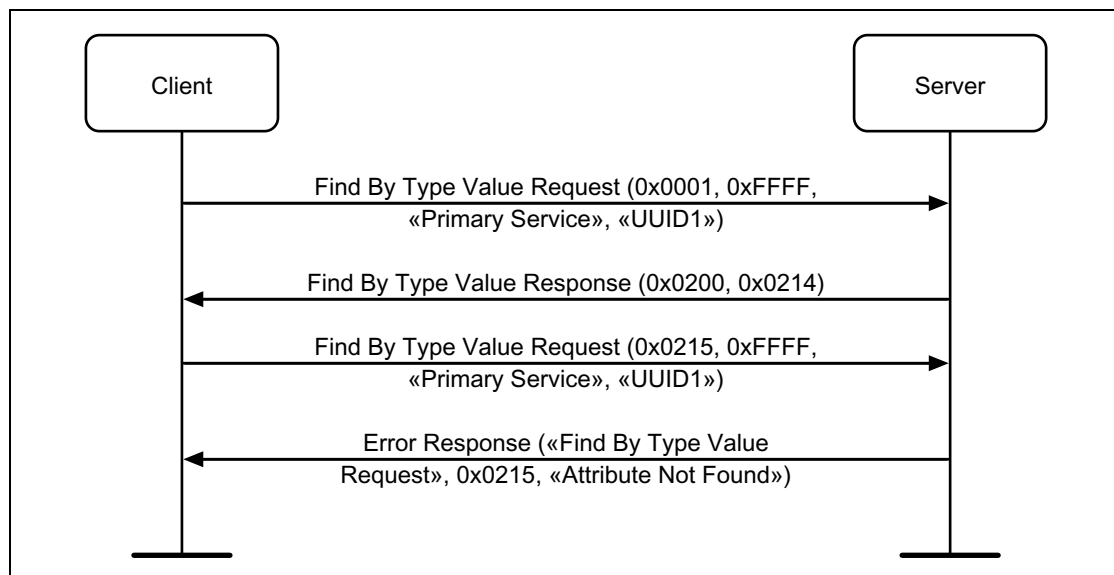 Client
Server
Find By Type Value Request (0x0001, 0xFFFF,
«Primary Service», «UUID1»)
Find By Type Value Response (0x0200, 0x0214)
Find By Type Value Request (0x0215, 0xFFFF,
«Primary Service», «UUID1»)
Error Response («Find By Type Value
Request», 0x0215, «Attribute Not Found»)